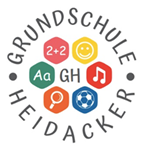 GRUNDSCHULE
2+2
Aa GH
HEIDACKER